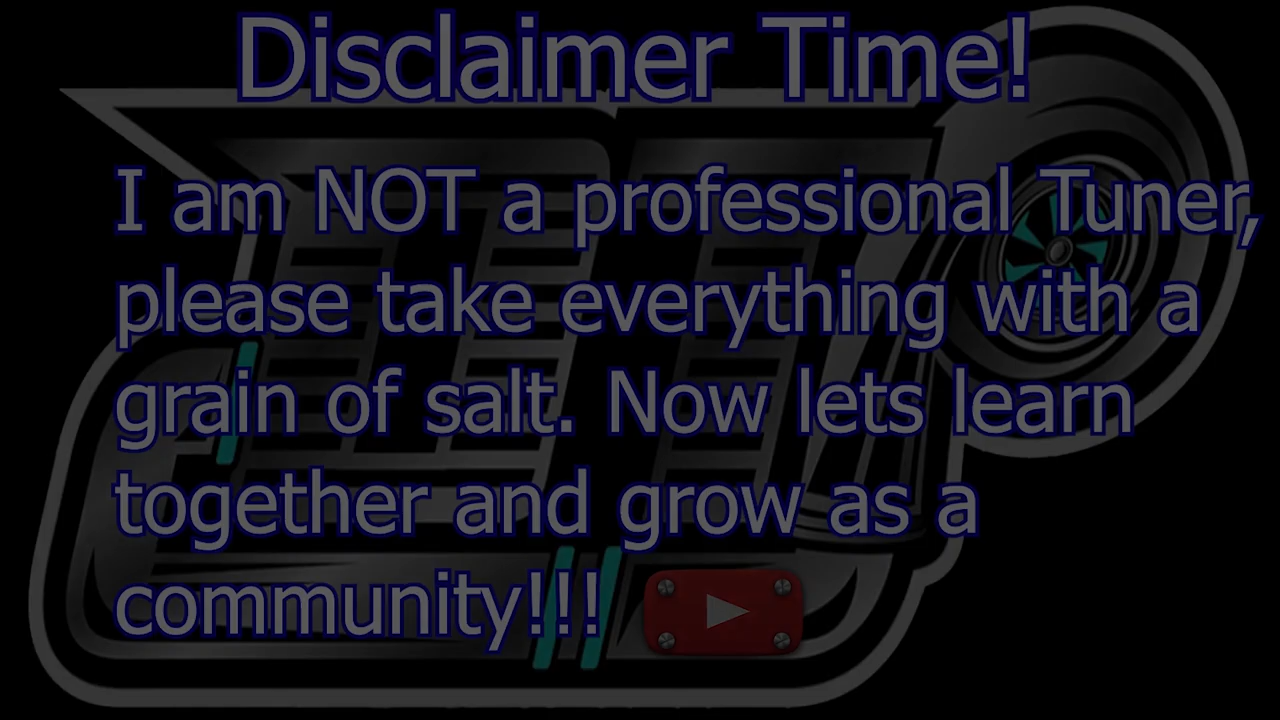 Disclaimer Time!
I am NOT a professional Tuner,
please take everything with a
grain of salt. Now lets learn
together and grow as a
community!!!